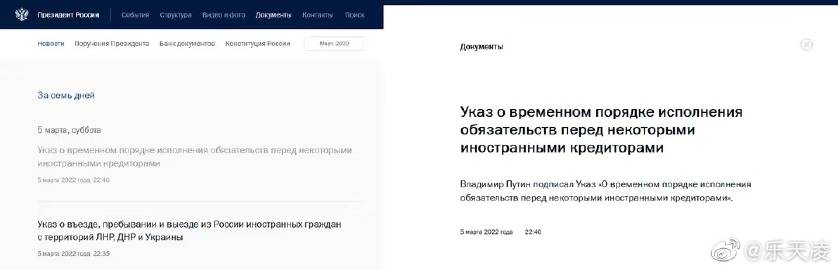 Президент России
События
Структура
Видео и фото
Документы
Контакты
Поиск
Новости
Поручения Президента
Банк документов
Конституция России
Март, 2022
За семь дней
5 марта, суббота
Указ о временном порядке исполнения обязательств перед некоторыми
иностранными кредиторами
5 марта 2022 года, 22:40
Указ о въезде, пребывании и выезде из России иностранных граждан
с территорий ЛНР, ДНР и Украины
5 марта 2022 года, 22:35
Документы
Указ о временном порядке исполнения
обязательств перед некоторыми
иностранными кредиторами
Владимир Путин подписал Указ «О временном порядке исполнения
обязательств перед некоторыми иностранными кредиторами».
5 марта 2022 года
22:40
@乐天凌